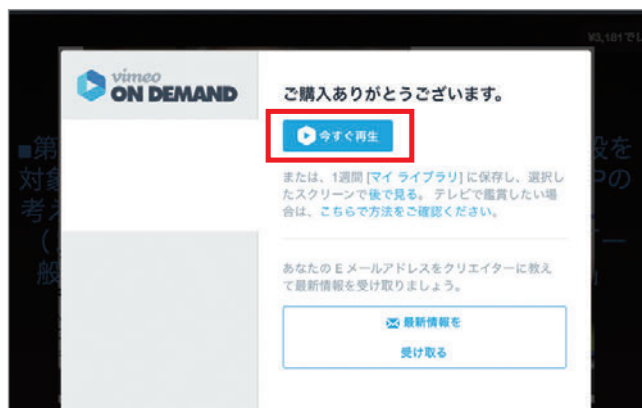 ¥3,181でレ
vimeo
ON DEMAND
ご購入ありがとうございます。
今すぐ再生
または、1週間 [マイ ライブラリ] に保存し、選択し
たスクリーンで後で見る。 テレビで鑑賞したい場
合は、こちらで方法をご確認ください。
あなたの E メールアドレスをクリエイターに教え
て最新情報を受け取りましょう。
最新情報を
受け取る
■第
対象
考え
（
般
設を
Pの